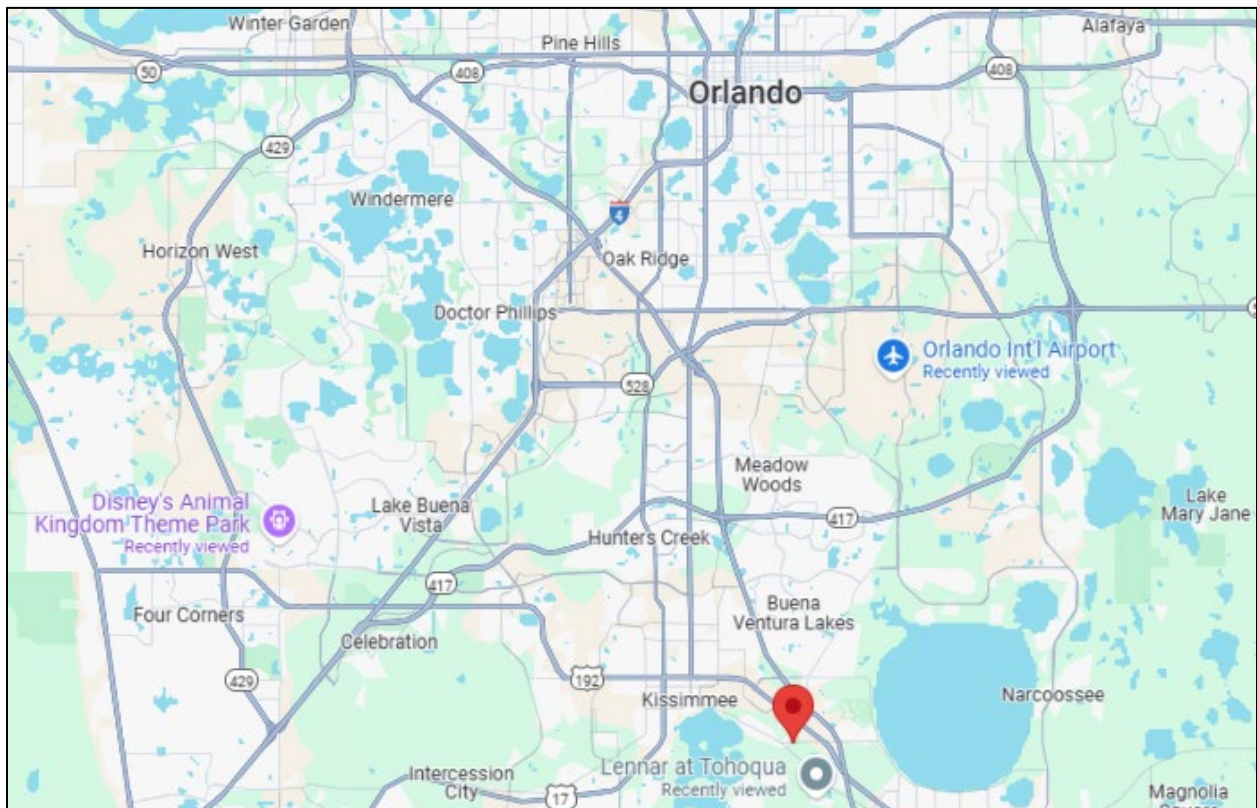 Winter Garden
Alafaya
Pine Hills
50
408
408
Orlando
429
Windermere
4
Horizon West
Oak Ridge
Doctor Phillips
Orlando Int'l Airport
Recently viewed
528
Meadow
Woods
Disney's Animal
Kingdom Theme Park
Recently viewed
Lake Buena
Vista
Lake
Mary Jane
417
Hunters Creek
417
Four Corners
Buena
Ventura Lakes
Celebration
429
192
Kissimmee
Narcoossee
Lennar at Tohoqua
Recently viewed
Intercession
City
17
Magnolia